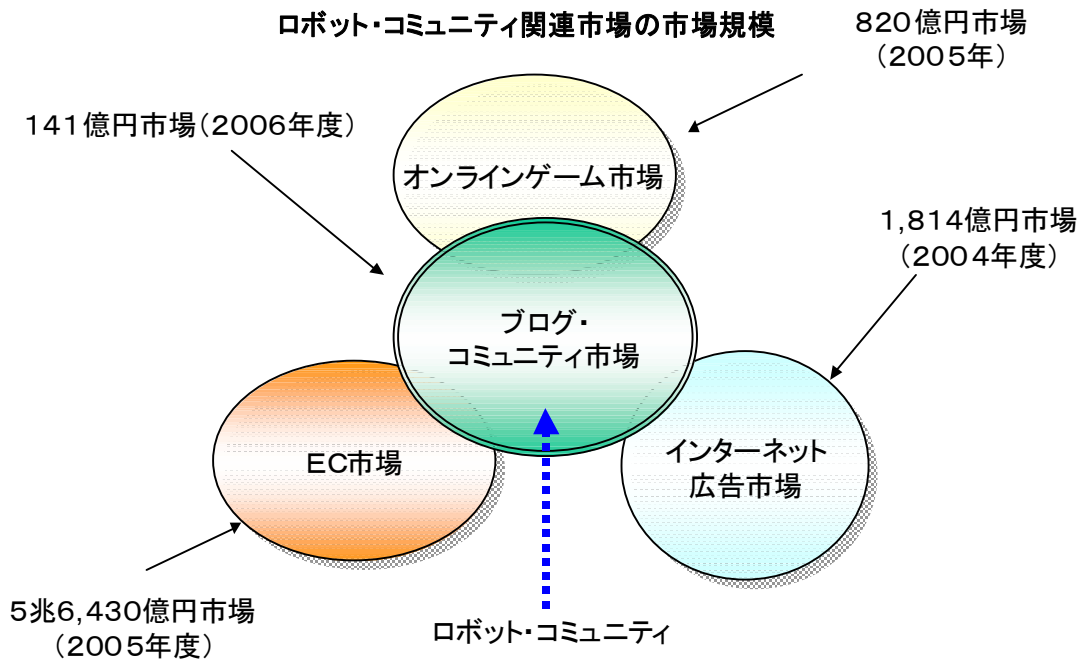 ロボット・コミュニティ関連市場の市場規模
820億円市場
（2005年）
141億円市場（2006年度）
オンラインゲーム市場
1,814億円市場
（2004年度）
ブログ・
コミュニティ市場
EC市場
インターネット
広告市場
5兆6,430億円市場
（2005年度）
ロボット・コミュニティ